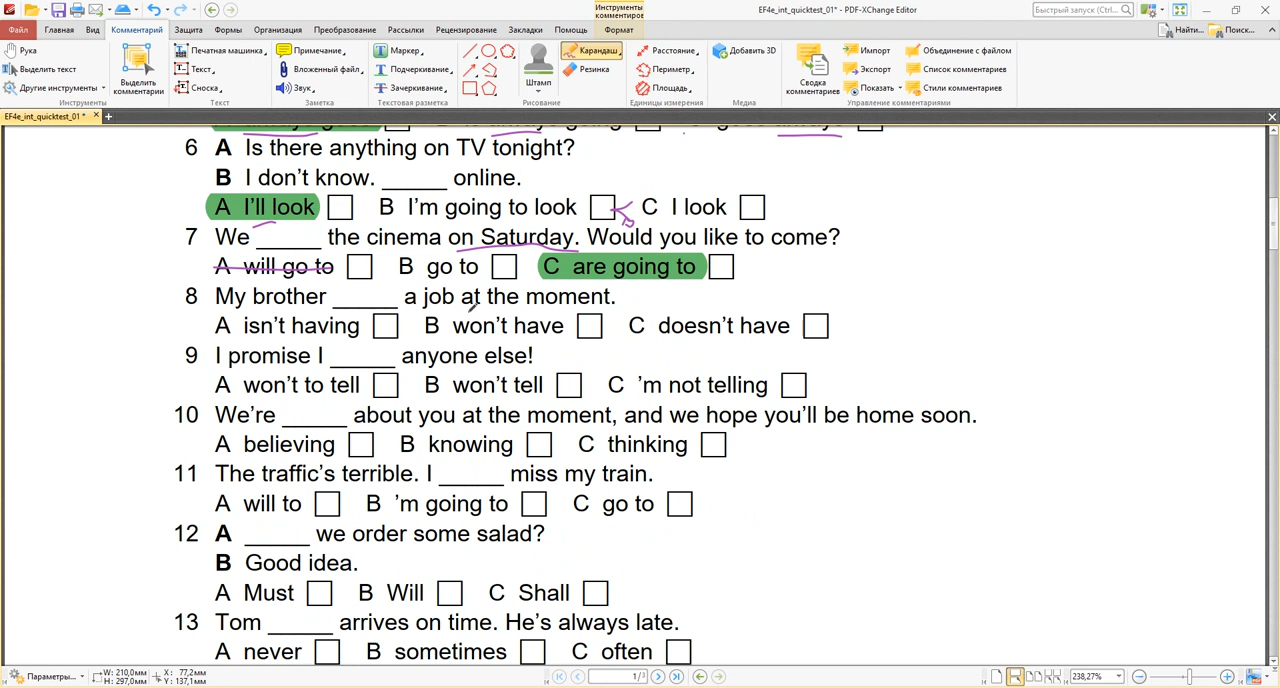 Инструменты
комментиров
EF4e_int_quicktest_01* - PDF-XChange Editor
Быстрый запуск (Ctrl...
Файл Главная Вид Комментарий Защита Формы Организация Преобразование Рассылки Рецензирование Закладки Помощь Формат Найти... Поиск...
Рука
Выделить текст
Другие инструменты
Инструменты
Выделить
комментарии
Печатная машинка
Текст
Сноска
Текст
Примечание
Вложенный файл
Звук
Заметка
Маркер
Подчеркивание
Зачеркивание
Текстовая разметка
Штамп
Карандаш
Резинка
Рисование
Расстояние
Периметр
Площадь
Единицы измерения
Добавить 3D
Медиа
Сводка
комментариев
Импорт
Экспорт
Показать
Объединение с файлом
Список комментариев
Стили комментариев
Управление комментариями
EF4e_int_quicktest_01 *
6 A Is there anything on TV tonight?
B I don't know. _____ online.
A I'll look B I'm going to look C I look
7 We _____ the cinema on Saturday. Would you like to come?
A will go to B go to C are going to
8 My brother _____ a job at the moment.
A isn't having B won't have C doesn't have
9 I promise I _____ anyone else!
A won't to tell B won't tell C 'm not telling
10 We're _____ about you at the moment, and we hope you'll be home soon.
A believing B knowing C thinking
11 The traffic's terrible. I _____ miss my train.
A will to B 'm going to C go to
12 A _____ we order some salad?
B Good idea.
A Must B Will C Shall
13 Tom _____ arrives on time. He's always late.
A never B sometimes C often
Параметры...
W: 210,0мм
H: 297,0мм
X: 77,2мм
Y: 137,1мм
238,27%